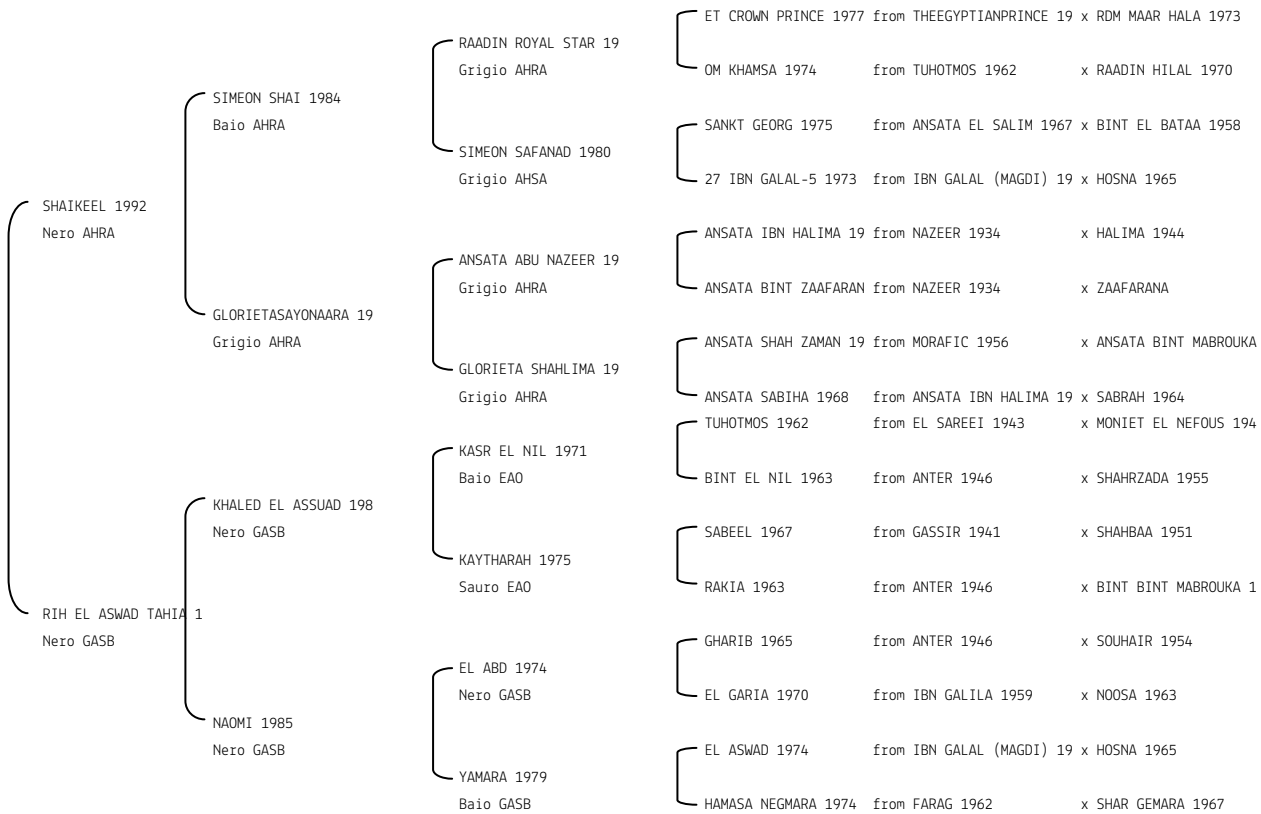 ET CROWN PRINCE 1977 from THEEGYPTIANPRINCE 19 x RDM MAAR HALA 1973
RAADIN ROYAL STAR 19
Grigio AHRA
OM KHAMSA 1974 from TUHOTMOS 1962 x RAADIN HILAL 1970
SIMEON SHAI 1984
Baio AHRA
SANKT GEORG 1975 from ANSATA EL SALIM 1967 x BINT EL BATAA 1958
SIMEON SAFANAD 1980
Grigio AHSA
27 IBN GALAL-5 1973 from IBN GALAL (MAGDI) 19 x HOSNA 1965
SHAIKEEL 1992
Nero AHRA
ANSATA IBN HALIMA 19 from NAZEER 1934 x HALIMA 1944
ANSATA ABU NAZEER 19
Grigio AHRA
ANSATA BINT ZAAFARAN from NAZEER 1934 x ZAAFARANA
GLORIETASAYONAARA 19
Grigio AHRA
ANSATA SHAH ZAMAN 19 from MORAFIC 1956 x ANSATA BINT MABROUKA
GLORIETA SHAHLIMA 19
Grigio AHRA
ANSATA SABIHA 1968 from ANSATA IBN HALIMA 19 x SABRAH 1964
TUHOTMOS 1962 from EL SAREEI 1943 x MONIET EL NEFOUS 194
KASR EL NIL 1971
Baio EAO
BINT EL NIL 1963 from ANTER 1946 x SHAHRZADA 1955
KHALED EL ASSUAD 198
Nero GASB
SABEEL 1967 from GASSIR 1941 x SHAHBAA 1951
KAYTHARAH 1975
Sauro EAO
RAKIA 1963 from ANTER 1946 x BINT BINT MABROUKA 1
RIH EL ASWAD TAHIA 1
Nero GASB
GHARIB 1965 from ANTER 1946 x SOUHAIR 1954
EL ABD 1974
Nero GASB
EL GARIA 1970 from IBN GALILA 1959 x NOOSA 1963
NAOMI 1985
Nero GASB
EL ASWAD 1974 from IBN GALAL (MAGDI) 19 x HOSNA 1965
YAMARA 1979
Baio GASB
HAMASA NEGMARA 1974 from FARAG 1962 x SHAR GEMARA 1967